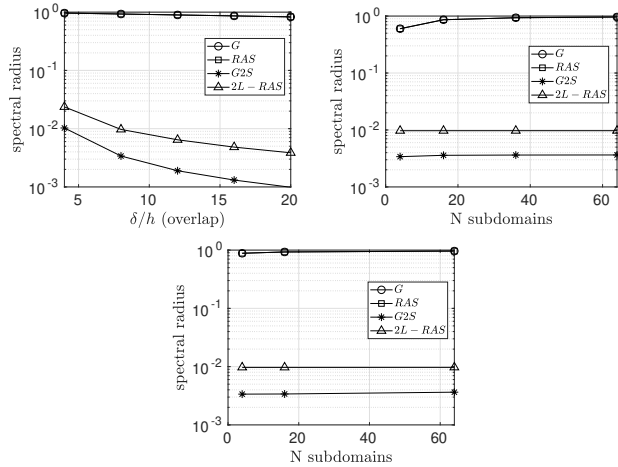 10^0
10^-1
10^-2
10^-3
spectral radius
5
10
15
20
δ/h (overlap)
G
RAS
G2S
2L − RAS
10^0
10^-1
10^-2
10^-3
spectral radius
0
20
40
60
N subdomains
G
RAS
G2S
2L − RAS
10^0
10^-1
10^-2
10^-3
spectral radius
0
20
40
60
N subdomains
G
RAS
G2S
2L − RAS